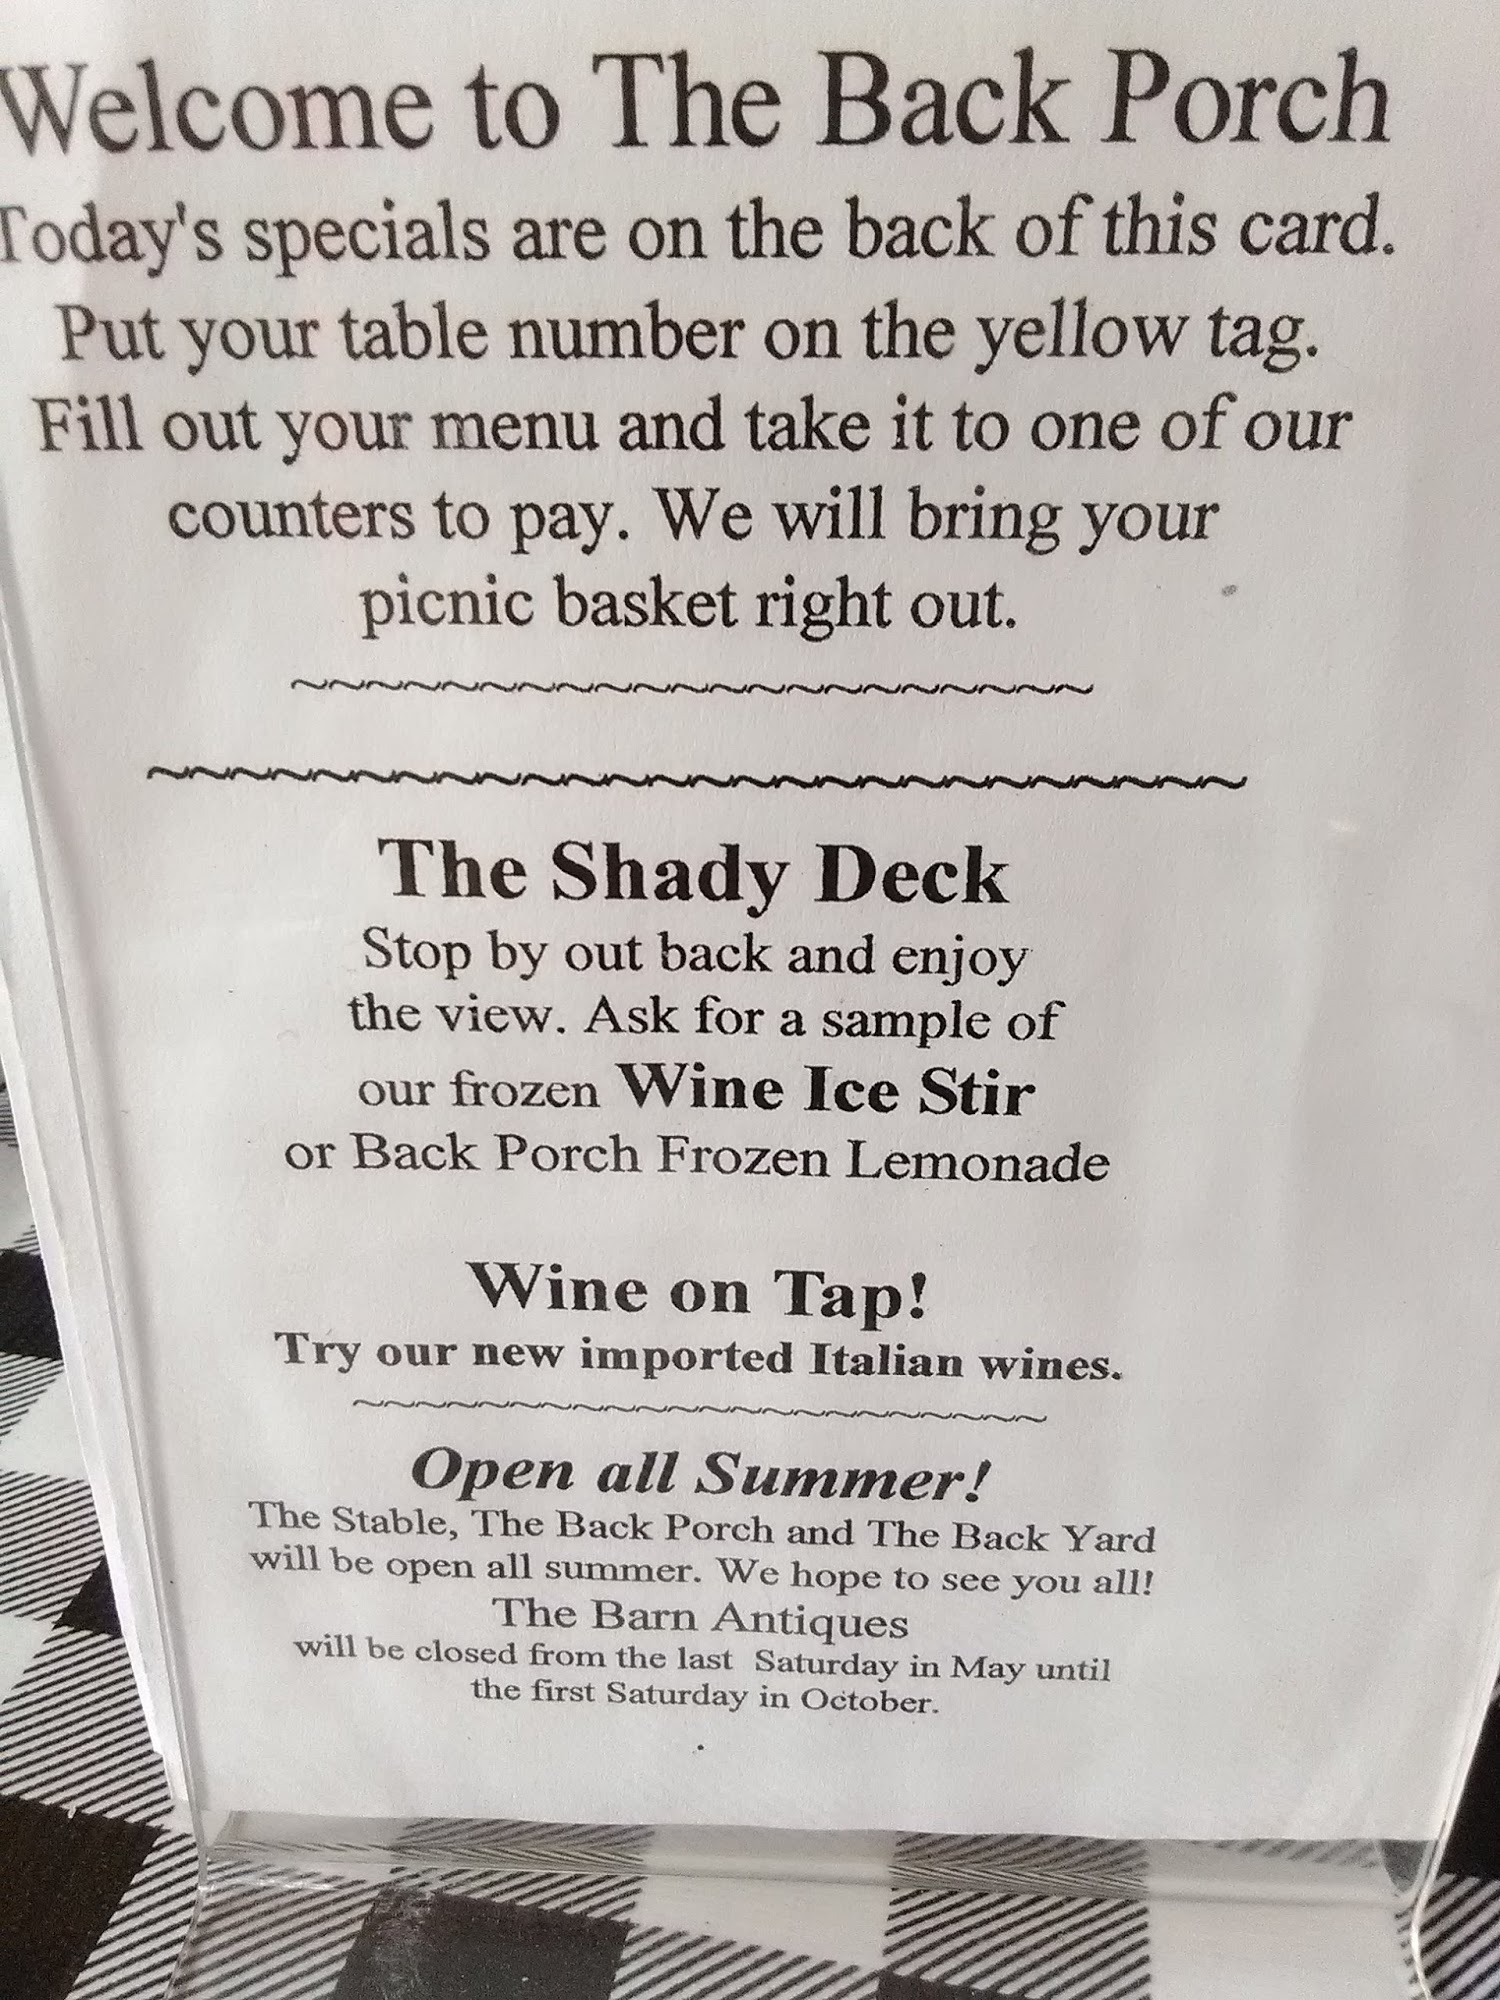 Welcome to The Back Porch
Today's specials are on the back of this card.
Put your table number on the yellow tag.
Fill out your menu and take it to one of our
counters to pay. We will bring your
picnic basket right out.
~~~~~~~~~~~~~~~~~~~~~
~~~~~~~~~~~~~~~~~~~~
The Shady Deck
Stop by out back and enjoy
the view. Ask for a sample of
our frozen Wine Ice Stir
or Back Porch Frozen Lemonade
Wine on Tap!
Try our new imported Italian wines.
~~~~~~~~~~~~~~~~~~
Open all Summer!
The Stable, The Back Porch and The Back Yard
will be open all summer. We hope to see you all!
The Barn Antiques
will be closed from the last Saturday in May until
the first Saturday in October.